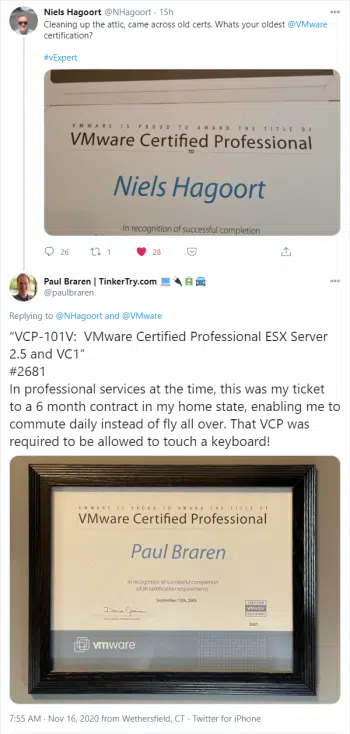 Niels Hagoort @NHagoort · 15h
Cleaning up the attic, came across old certs. Whats your oldest @VMware
certification?
#vExpert
VMWARE IS PROUD TO AWARD THE TITLE OF
VMware Certified Professional
TO
Niels Hagoort
In recognition of successful completion
26 1 28
Paul Braren | TinkerTry.com
@paulbraren
Replying to @NHagoort and @VMware
“VCP-101V: VMware Certified Professional ESX Server
2.5 and VC1”
#2681
In professional services at the time, this was my ticket
to a 6 month contract in my home state, enabling me to
commute daily instead of fly all over. That VCP was
required to be allowed to touch a keyboard!
VMWARE IS PROUD TO AWARD THE TITLE OF
VMware Certified Professional
Paul Braren
In recognition of successful completion
of all certification requirements
vmware
7:55 AM · Nov 16, 2020 from Wethersfield, CT · Twitter for iPhone